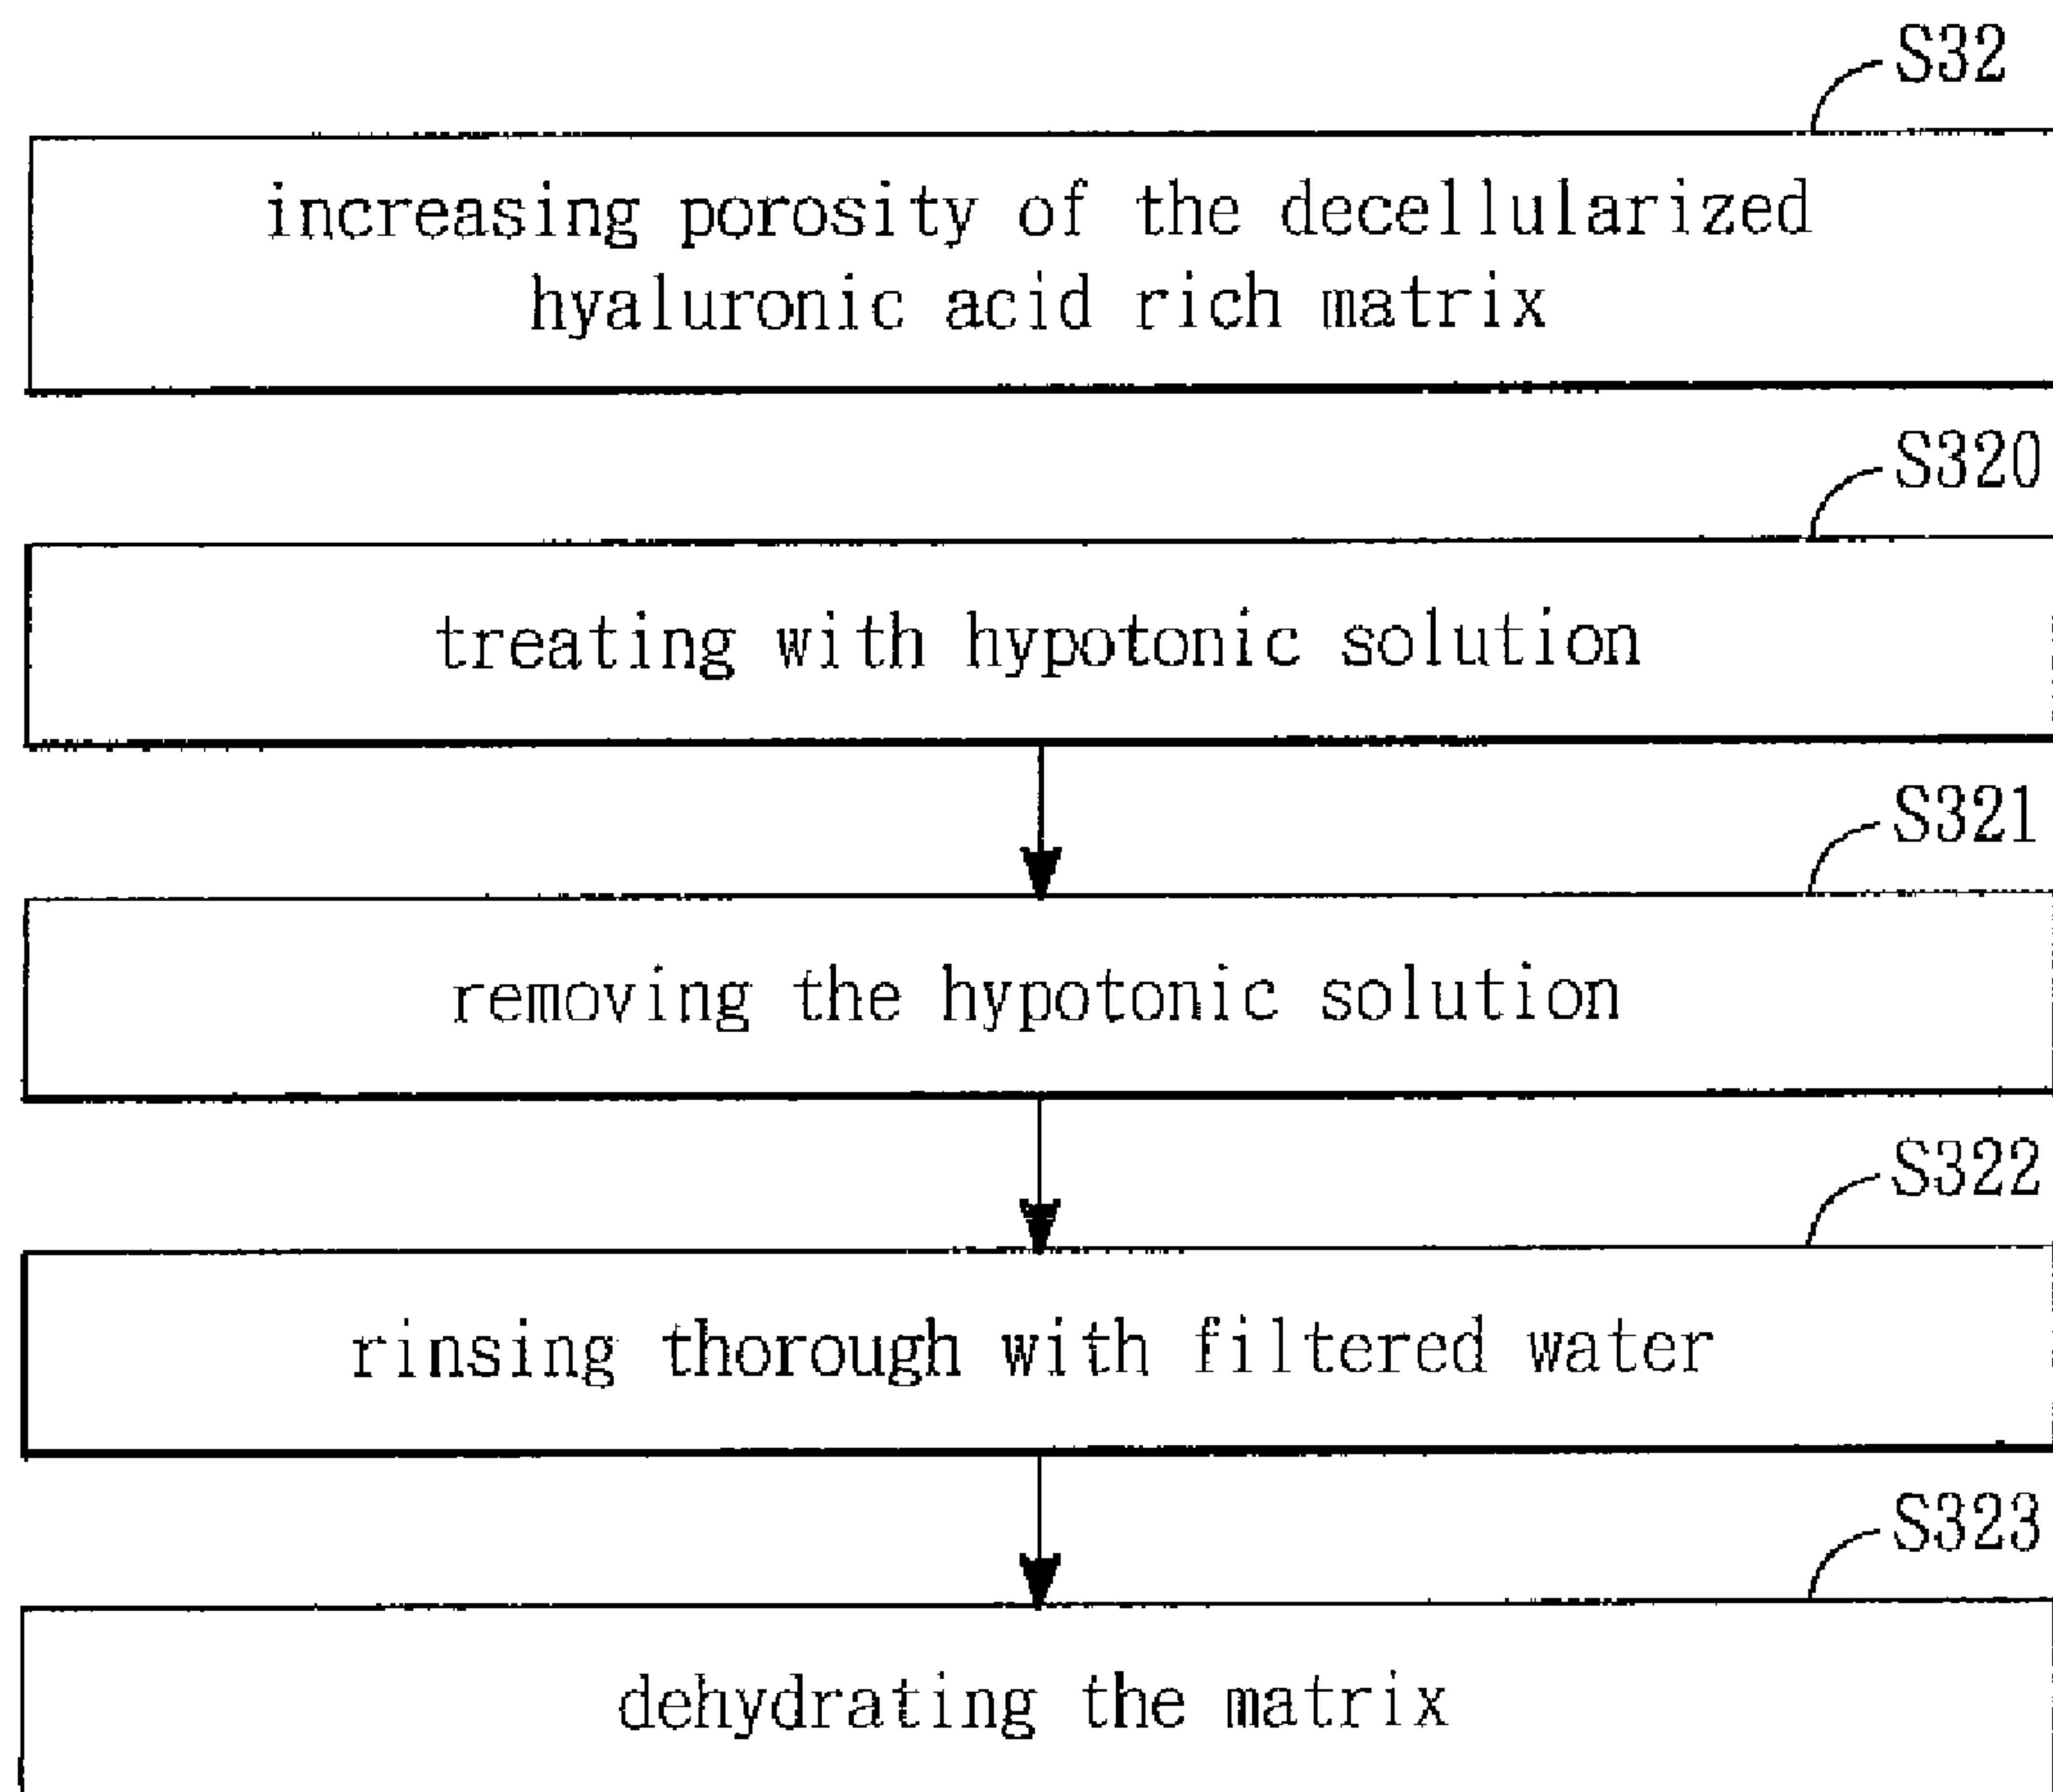 S32
increasing porosity of the decellularized
hyaluronic acid rich matrix
S320
treating with hypotonic solution
S321
removing the hypotonic solution
S322
rinsing thorough with filtered water
S323
dehydrating the matrix